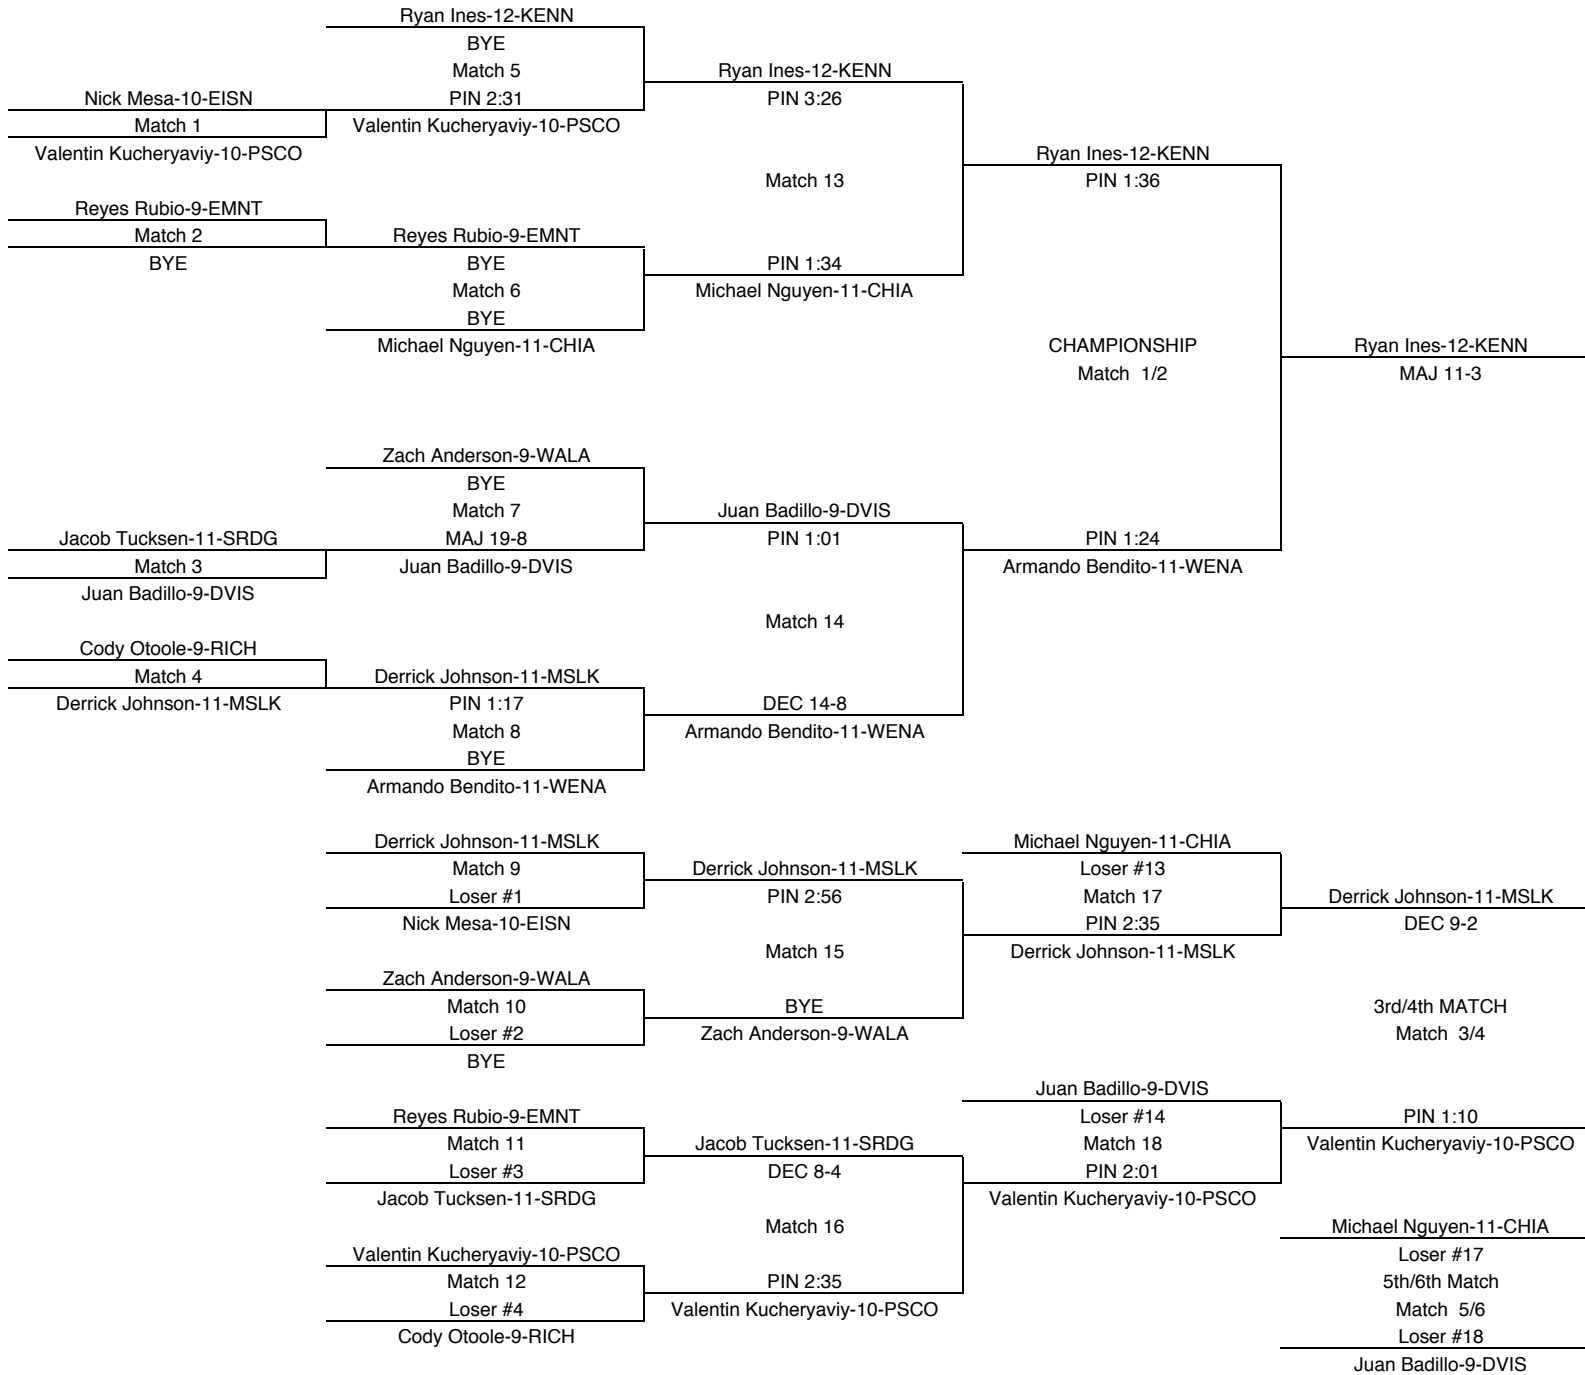 Ryan Ines-12-KENN
BYE
Match 5
PIN 2:31
Nick Mesa-10-EISN
Match 1
Valentin Kucheryaviy-10-PSCO
Valentin Kucheryaviy-10-PSCO
Ryan Ines-12-KENN
PIN 3:26
Match 13
Ryan Ines-12-KENN
PIN 1:36
Reyes Rubio-9-EMNT
Match 2
BYE
Reyes Rubio-9-EMNT
BYE
Match 6
BYE
Michael Nguyen-11-CHIA
PIN 1:34
Michael Nguyen-11-CHIA
CHAMPIONSHIP
Match 1/2
Ryan Ines-12-KENN
MAJ 11-3
Zach Anderson-9-WALA
BYE
Match 7
MAJ 19-8
Juan Badillo-9-DVIS
Jacob Tucksen-11-SRDG
Match 3
Juan Badillo-9-DVIS
Juan Badillo-9-DVIS
PIN 1:01
Match 14
PIN 1:24
Armando Bendito-11-WENA
Cody Otoole-9-RICH
Match 4
Derrick Johnson-11-MSLK
Derrick Johnson-11-MSLK
PIN 1:17
Match 8
BYE
Armando Bendito-11-WENA
DEC 14-8
Armando Bendito-11-WENA
Derrick Johnson-11-MSLK
Match 9
Loser #1
Nick Mesa-10-EISN
Derrick Johnson-11-MSLK
PIN 2:56
Match 15
Michael Nguyen-11-CHIA
Loser #13
Match 17
PIN 2:35
Derrick Johnson-11-MSLK
Derrick Johnson-11-MSLK
DEC 9-2
Zach Anderson-9-WALA
Match 10
Loser #2
BYE
BYE
Zach Anderson-9-WALA
3rd/4th MATCH
Match 3/4
Reyes Rubio-9-EMNT
Match 11
Loser #3
Jacob Tucksen-11-SRDG
Jacob Tucksen-11-SRDG
DEC 8-4
Match 16
Juan Badillo-9-DVIS
Loser #14
Match 18
PIN 2:01
Valentin Kucheryaviy-10-PSCO
PIN 1:10
Valentin Kucheryaviy-10-PSCO
Valentin Kucheryaviy-10-PSCO
Match 12
Loser #4
Cody Otoole-9-RICH
PIN 2:35
Valentin Kucheryaviy-10-PSCO
Michael Nguyen-11-CHIA
Loser #17
5th/6th Match
Match 5/6
Loser #18
Juan Badillo-9-DVIS